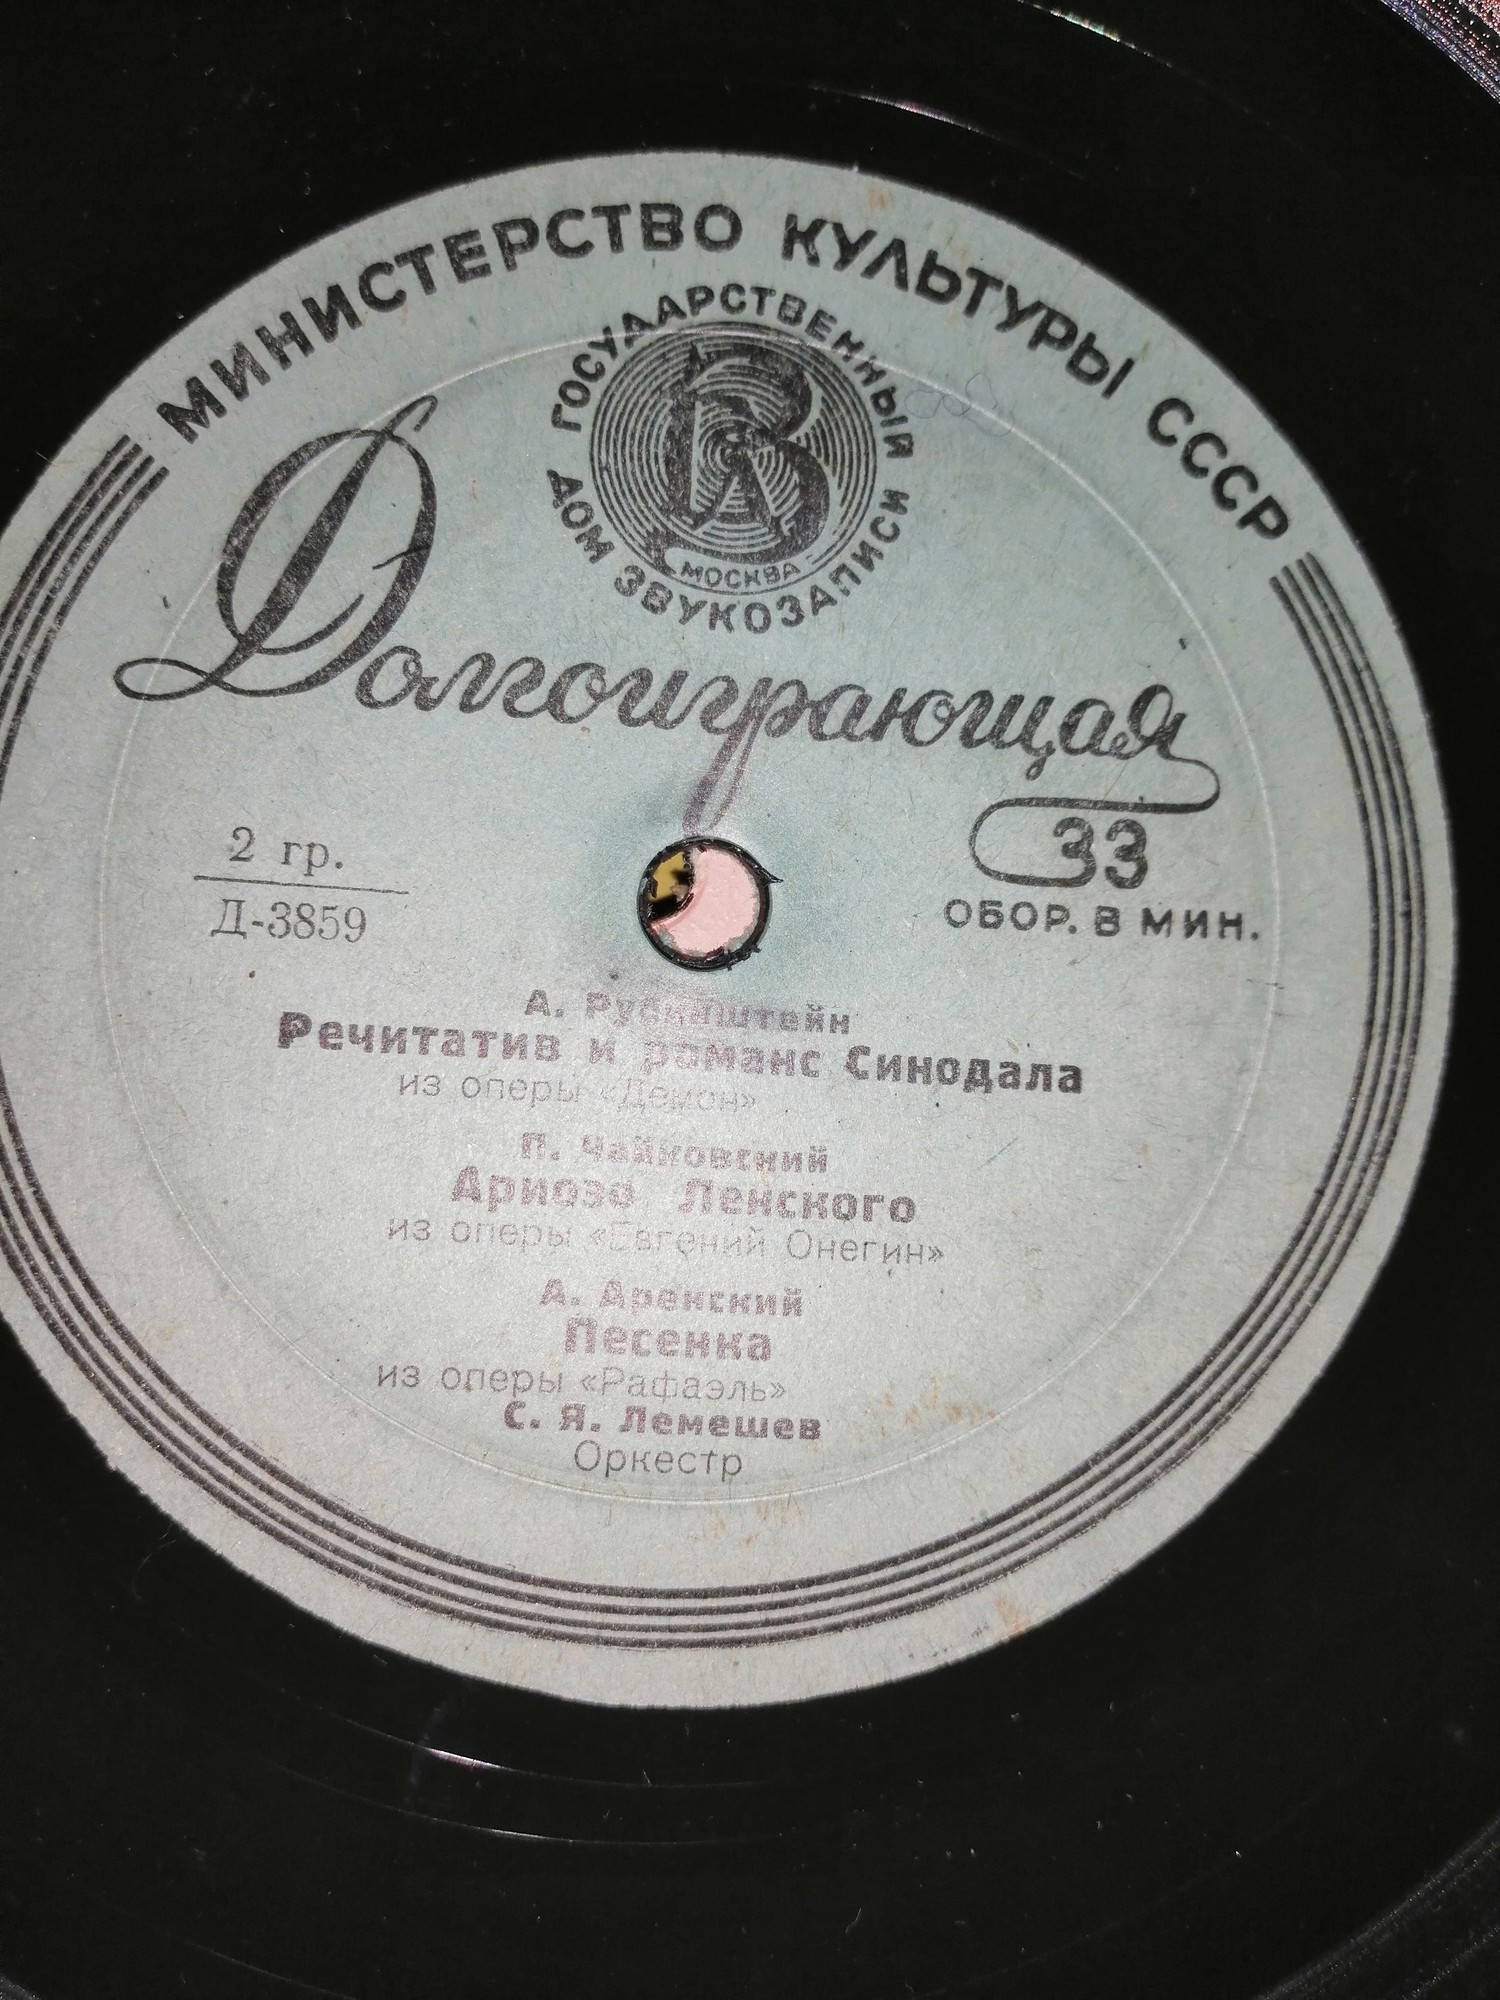 МИНИСТЕРСТВО КУЛЬТУРЫ СССР
ГОСУДАРСТВЕННЫЙ
ДОМ ЗВУКОЗАПИСИ
МОСКВА
Долгоиграющая
33
ОБОР. В МИН.
2 гр.
Д-3859
А. Рубинштейн
Речитатив и романс Синодала
из оперы «Демон»
П. Чайковский
Ариозо Ленского
из оперы «Евгений Онегин»
А. Аренский
Песенка
из оперы «Рафаэль»
С. Я. Лемешев
Оркестр